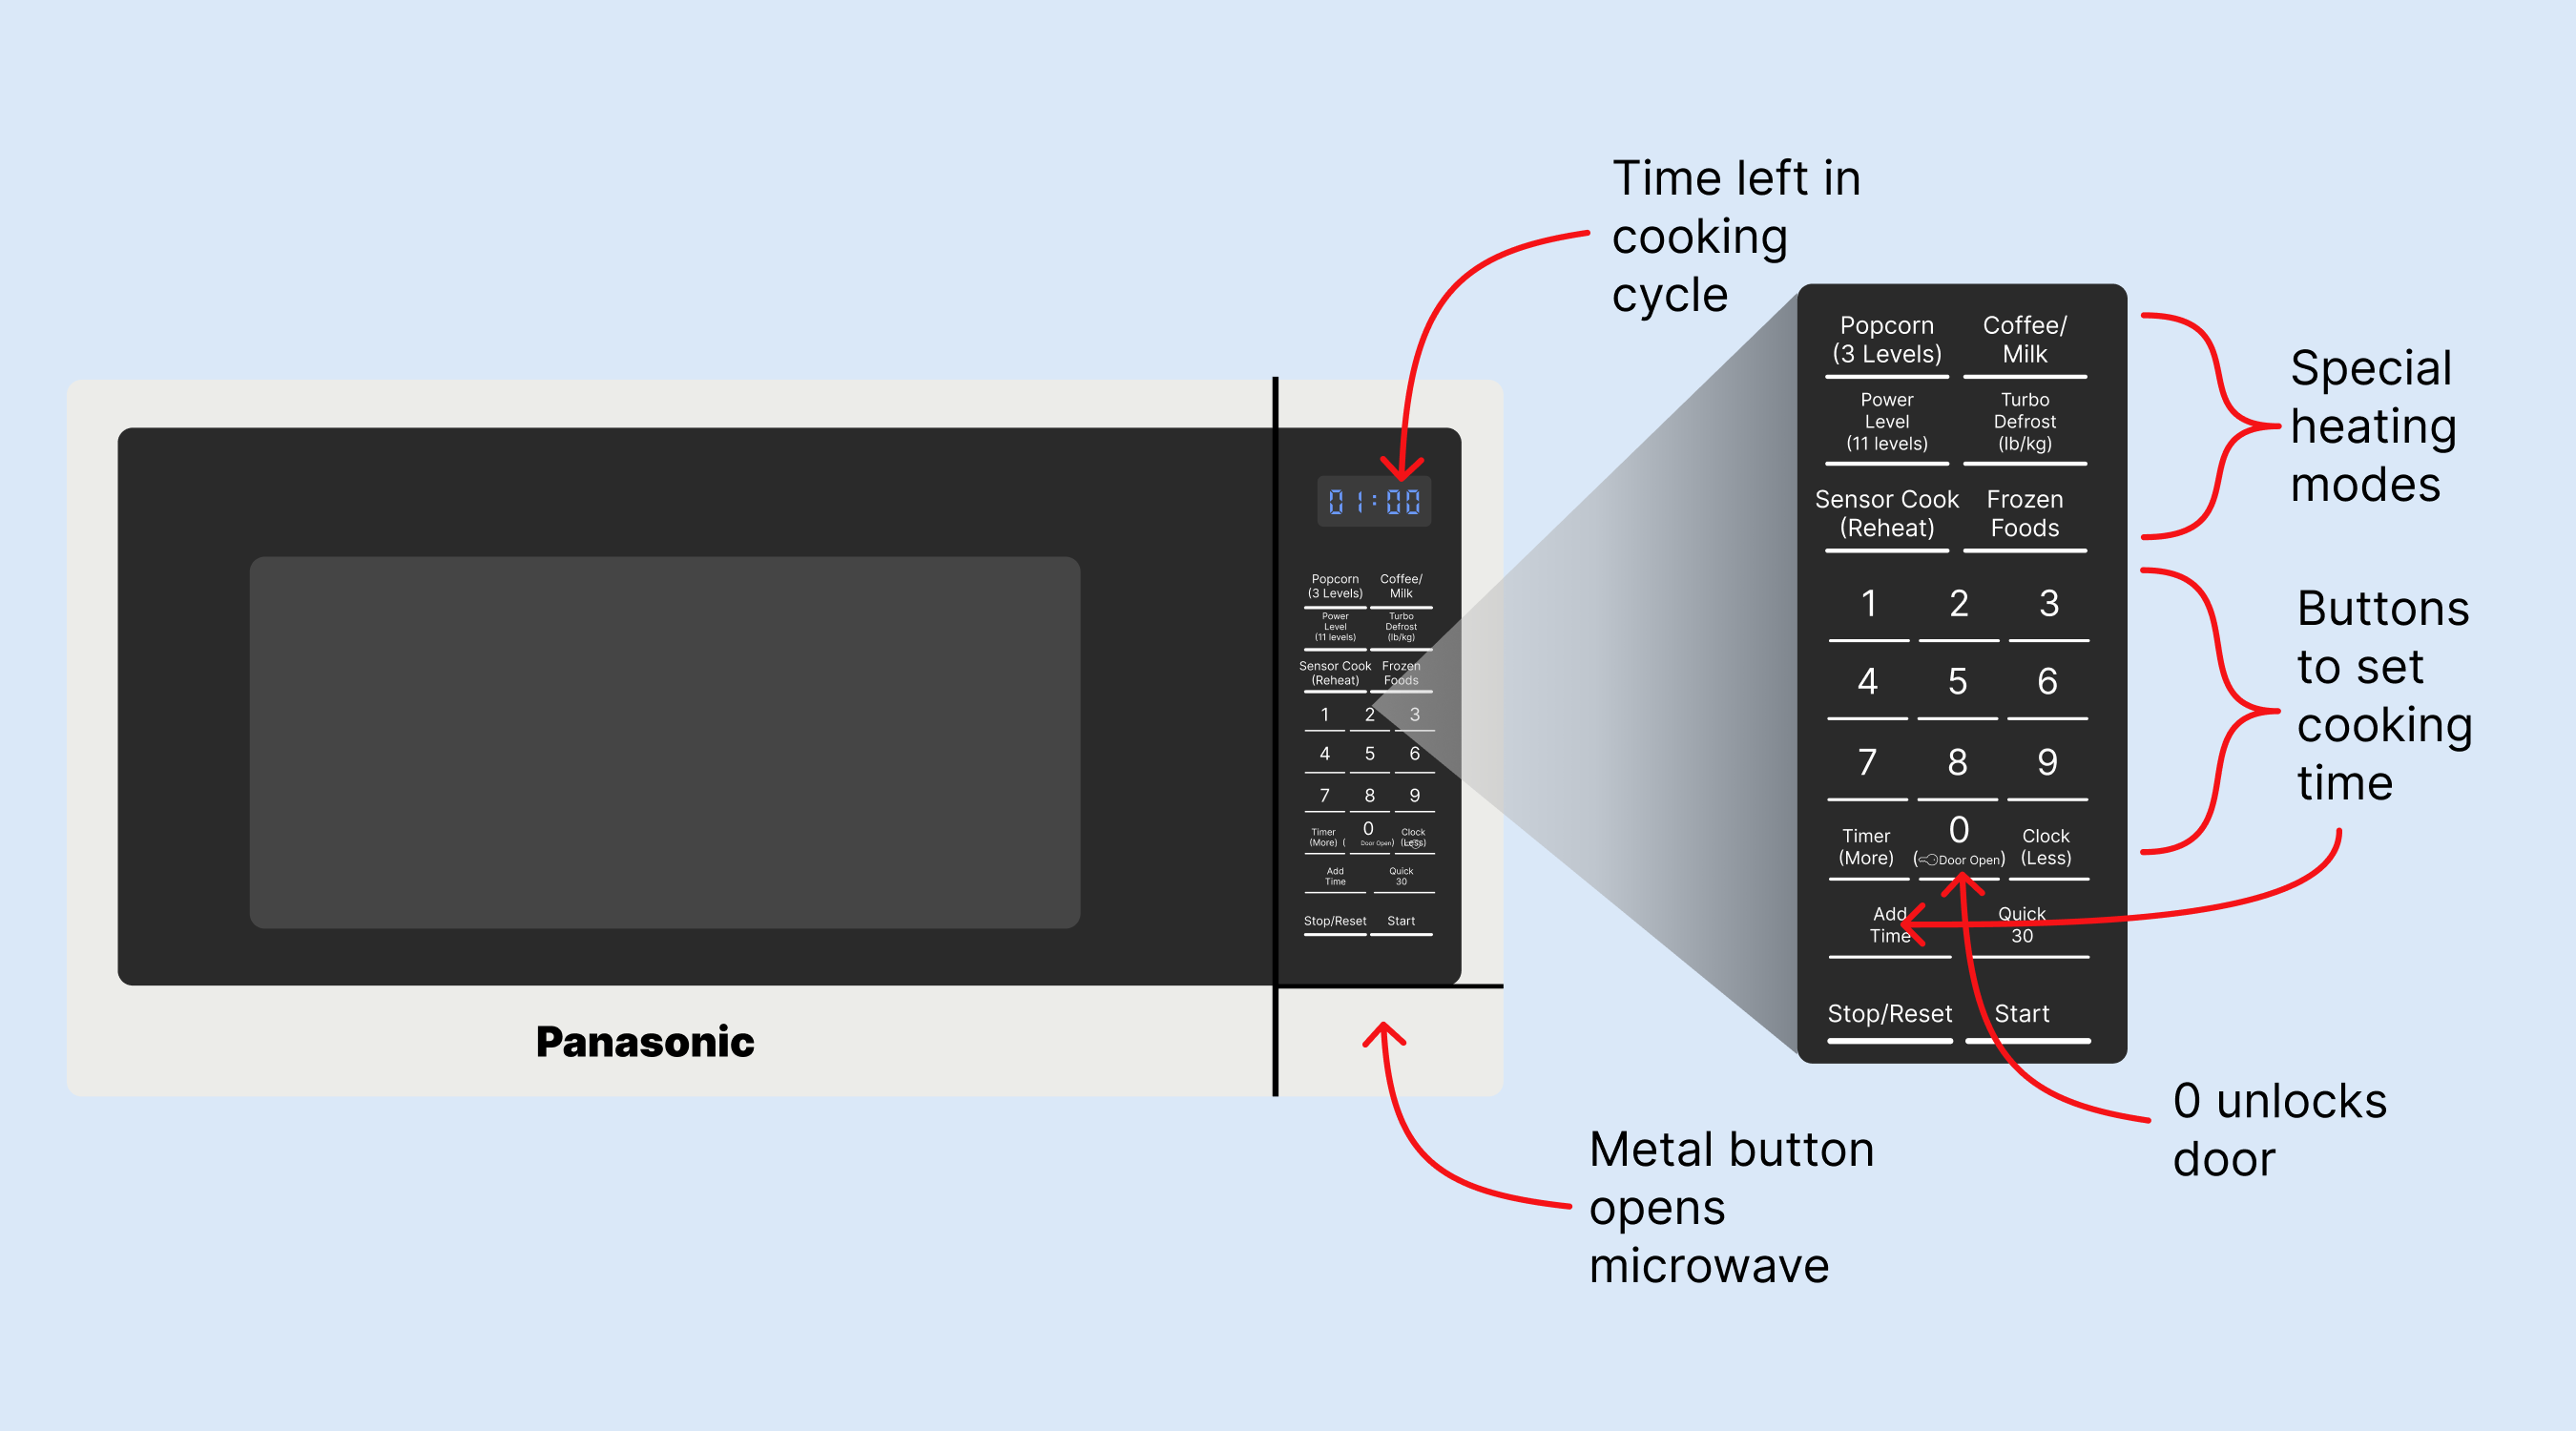 Time left in
cooking
cycle
01:00
Popcorn
(3 Levels)
Coffee/
Milk
Power
Level
(11 levels)
Turbo
Defrost
(lb/kg)
Sensor Cook
(Reheat)
Frozen
Foods
1 2 3
4 5 6
7 8 9
Timer
(More)
0
( Door Open)
Clock
(Less)
Add
Time
Quick
30
Stop/Reset
Start
Panasonic
Popcorn
(3 Levels)
Coffee/
Milk
Power
Level
(11 levels)
Turbo
Defrost
(lb/kg)
Sensor Cook
(Reheat)
Frozen
Foods
1 2 3
4 5 6
7 8 9
Timer
(More)
0
(Door Open)
Clock
(Less)
Add
Time
Quick
30
Stop/Reset
Start
Special
heating
modes
Buttons
to set
cooking
time
0 unlocks
door
Metal button
opens
microwave